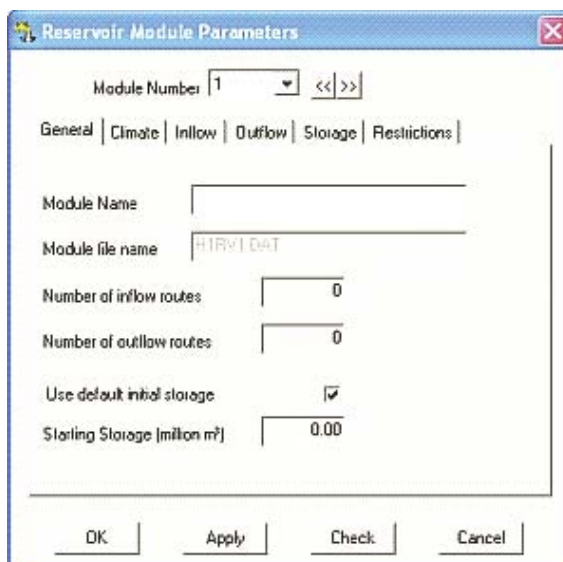 Reservoir Module Parameters
Module Number 1 << >>
General Climate Inflow Outflow Storage Restrictions
Module Name
Module file name H1RV1.DAT
Number of inflow routes 0
Number of outflow routes 0
Use default initial storage
Starting Storage (million m³) 0.00
OK Apply Check Cancel